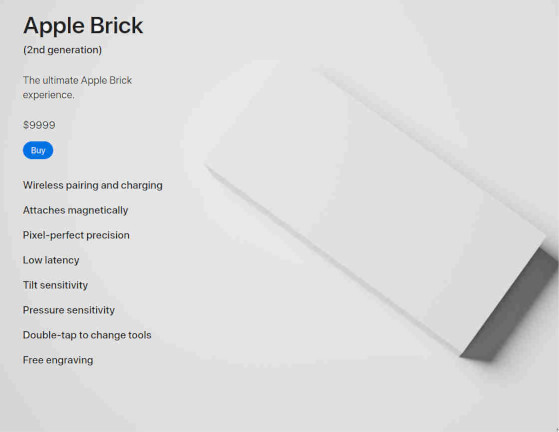 Apple Brick
(2nd generation)
The ultimate Apple Brick
experience.
$9999
Buy
Wireless pairing and charging
Attaches magnetically
Pixel-perfect precision
Low latency
Tilt sensitivity
Pressure sensitivity
Double-tap to change tools
Free engraving